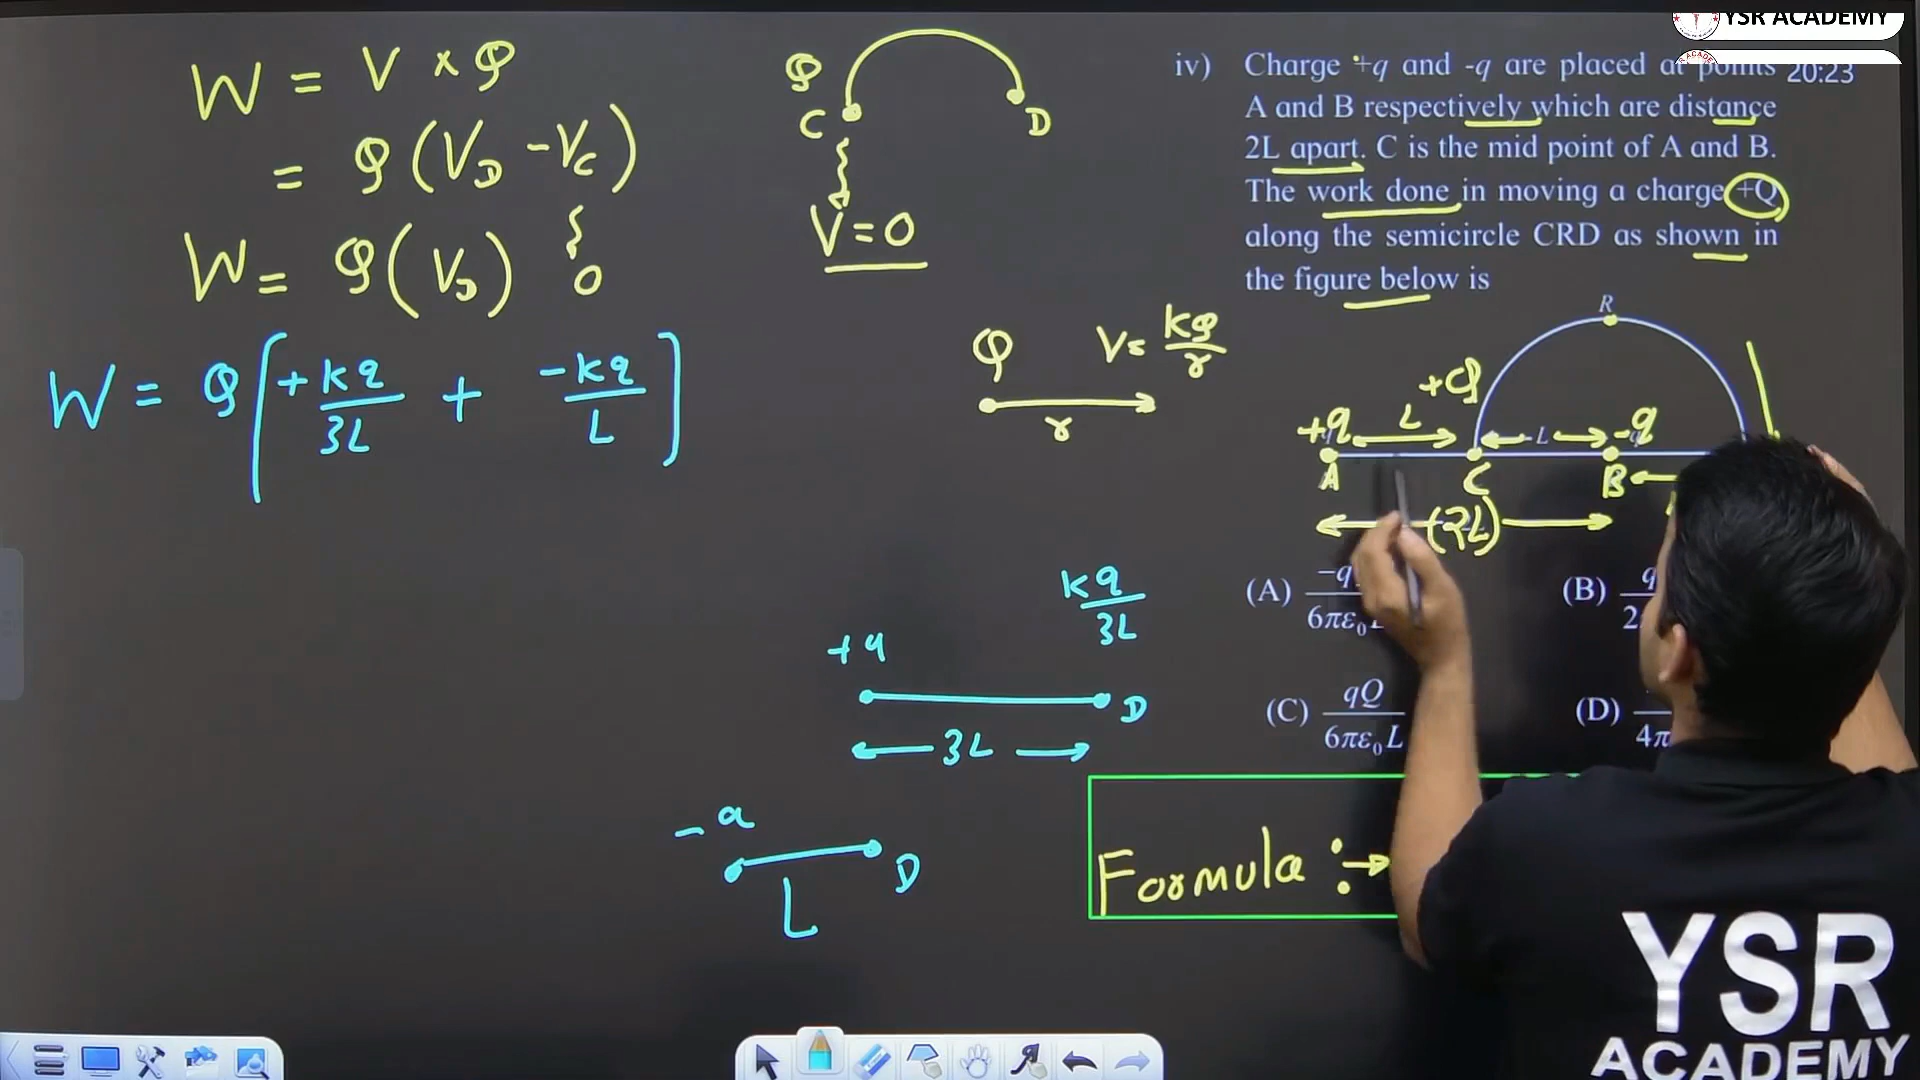 YSR ACADEMY
20:23
W = V × Q
= Q (V_D - V_C)
W = Q (V_D)
0
W = Q [ +kq/3L + -kq/L ]
Q
C
D
V = 0
Q
V = kQ/r
r
iv) Charge +q and -q are placed at points
A and B respectively which are distance
2L apart. C is the mid point of A and B.
The work done in moving a charge +Q
along the semicircle CRD as shown in
the figure below is
R
+Q
+q L L -q
A C B
(2L)
(A) -q / 6πε₀L
(B) q / 2
(C) qQ / 6πε₀L
(D) 4π
kq/3L
+q
D
3L
-q
D
L
Formula :→
YSR
ACADEMY